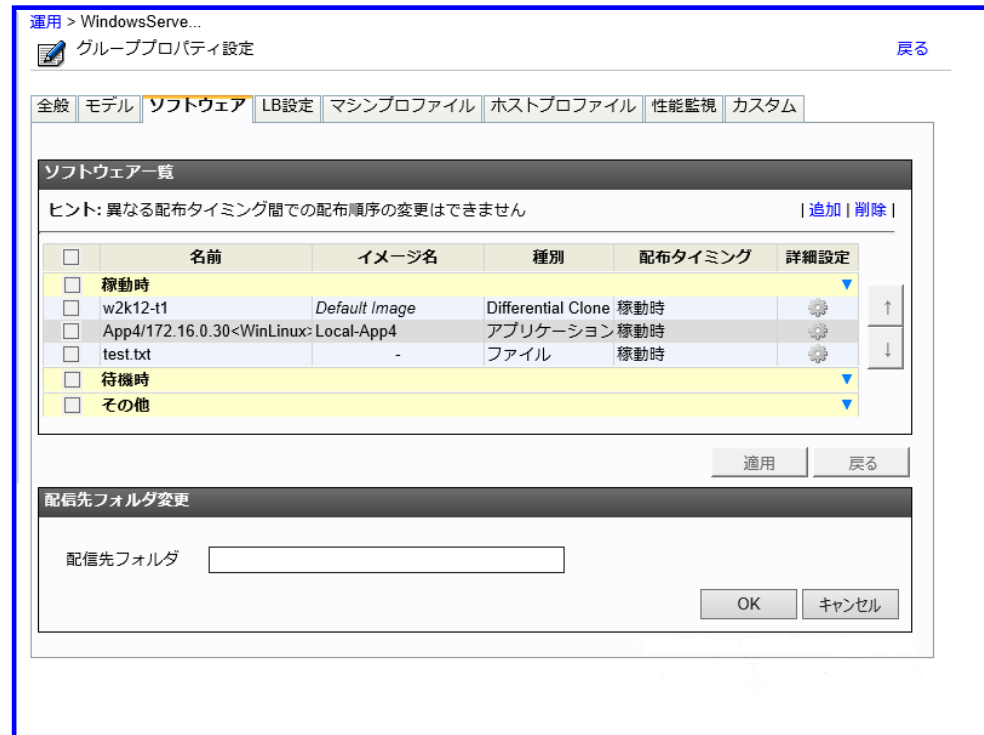 運用 > WindowsServe...
グループプロパティ設定 戻る
全般 モデル ソフトウェア LB設定 マシンプロファイル ホストプロファイル 性能監視 カスタム
ソフトウェア一覧
ヒント: 異なる配布タイミング間での配布順序の変更はできません | 追加 | 削除 |
名前 イメージ名 種別 配布タイミング 詳細設定
稼動時 ▼
w2k12-t1 Default Image Differential Clone 稼動時
↑
App4/172.16.0.30<WinLinux> Local-App4 アプリケーション 稼動時
test.txt - ファイル 稼動時
↓
待機時 ▼
その他 ▼
適用 戻る
配信先フォルダ変更
配信先フォルダ
OK キャンセル